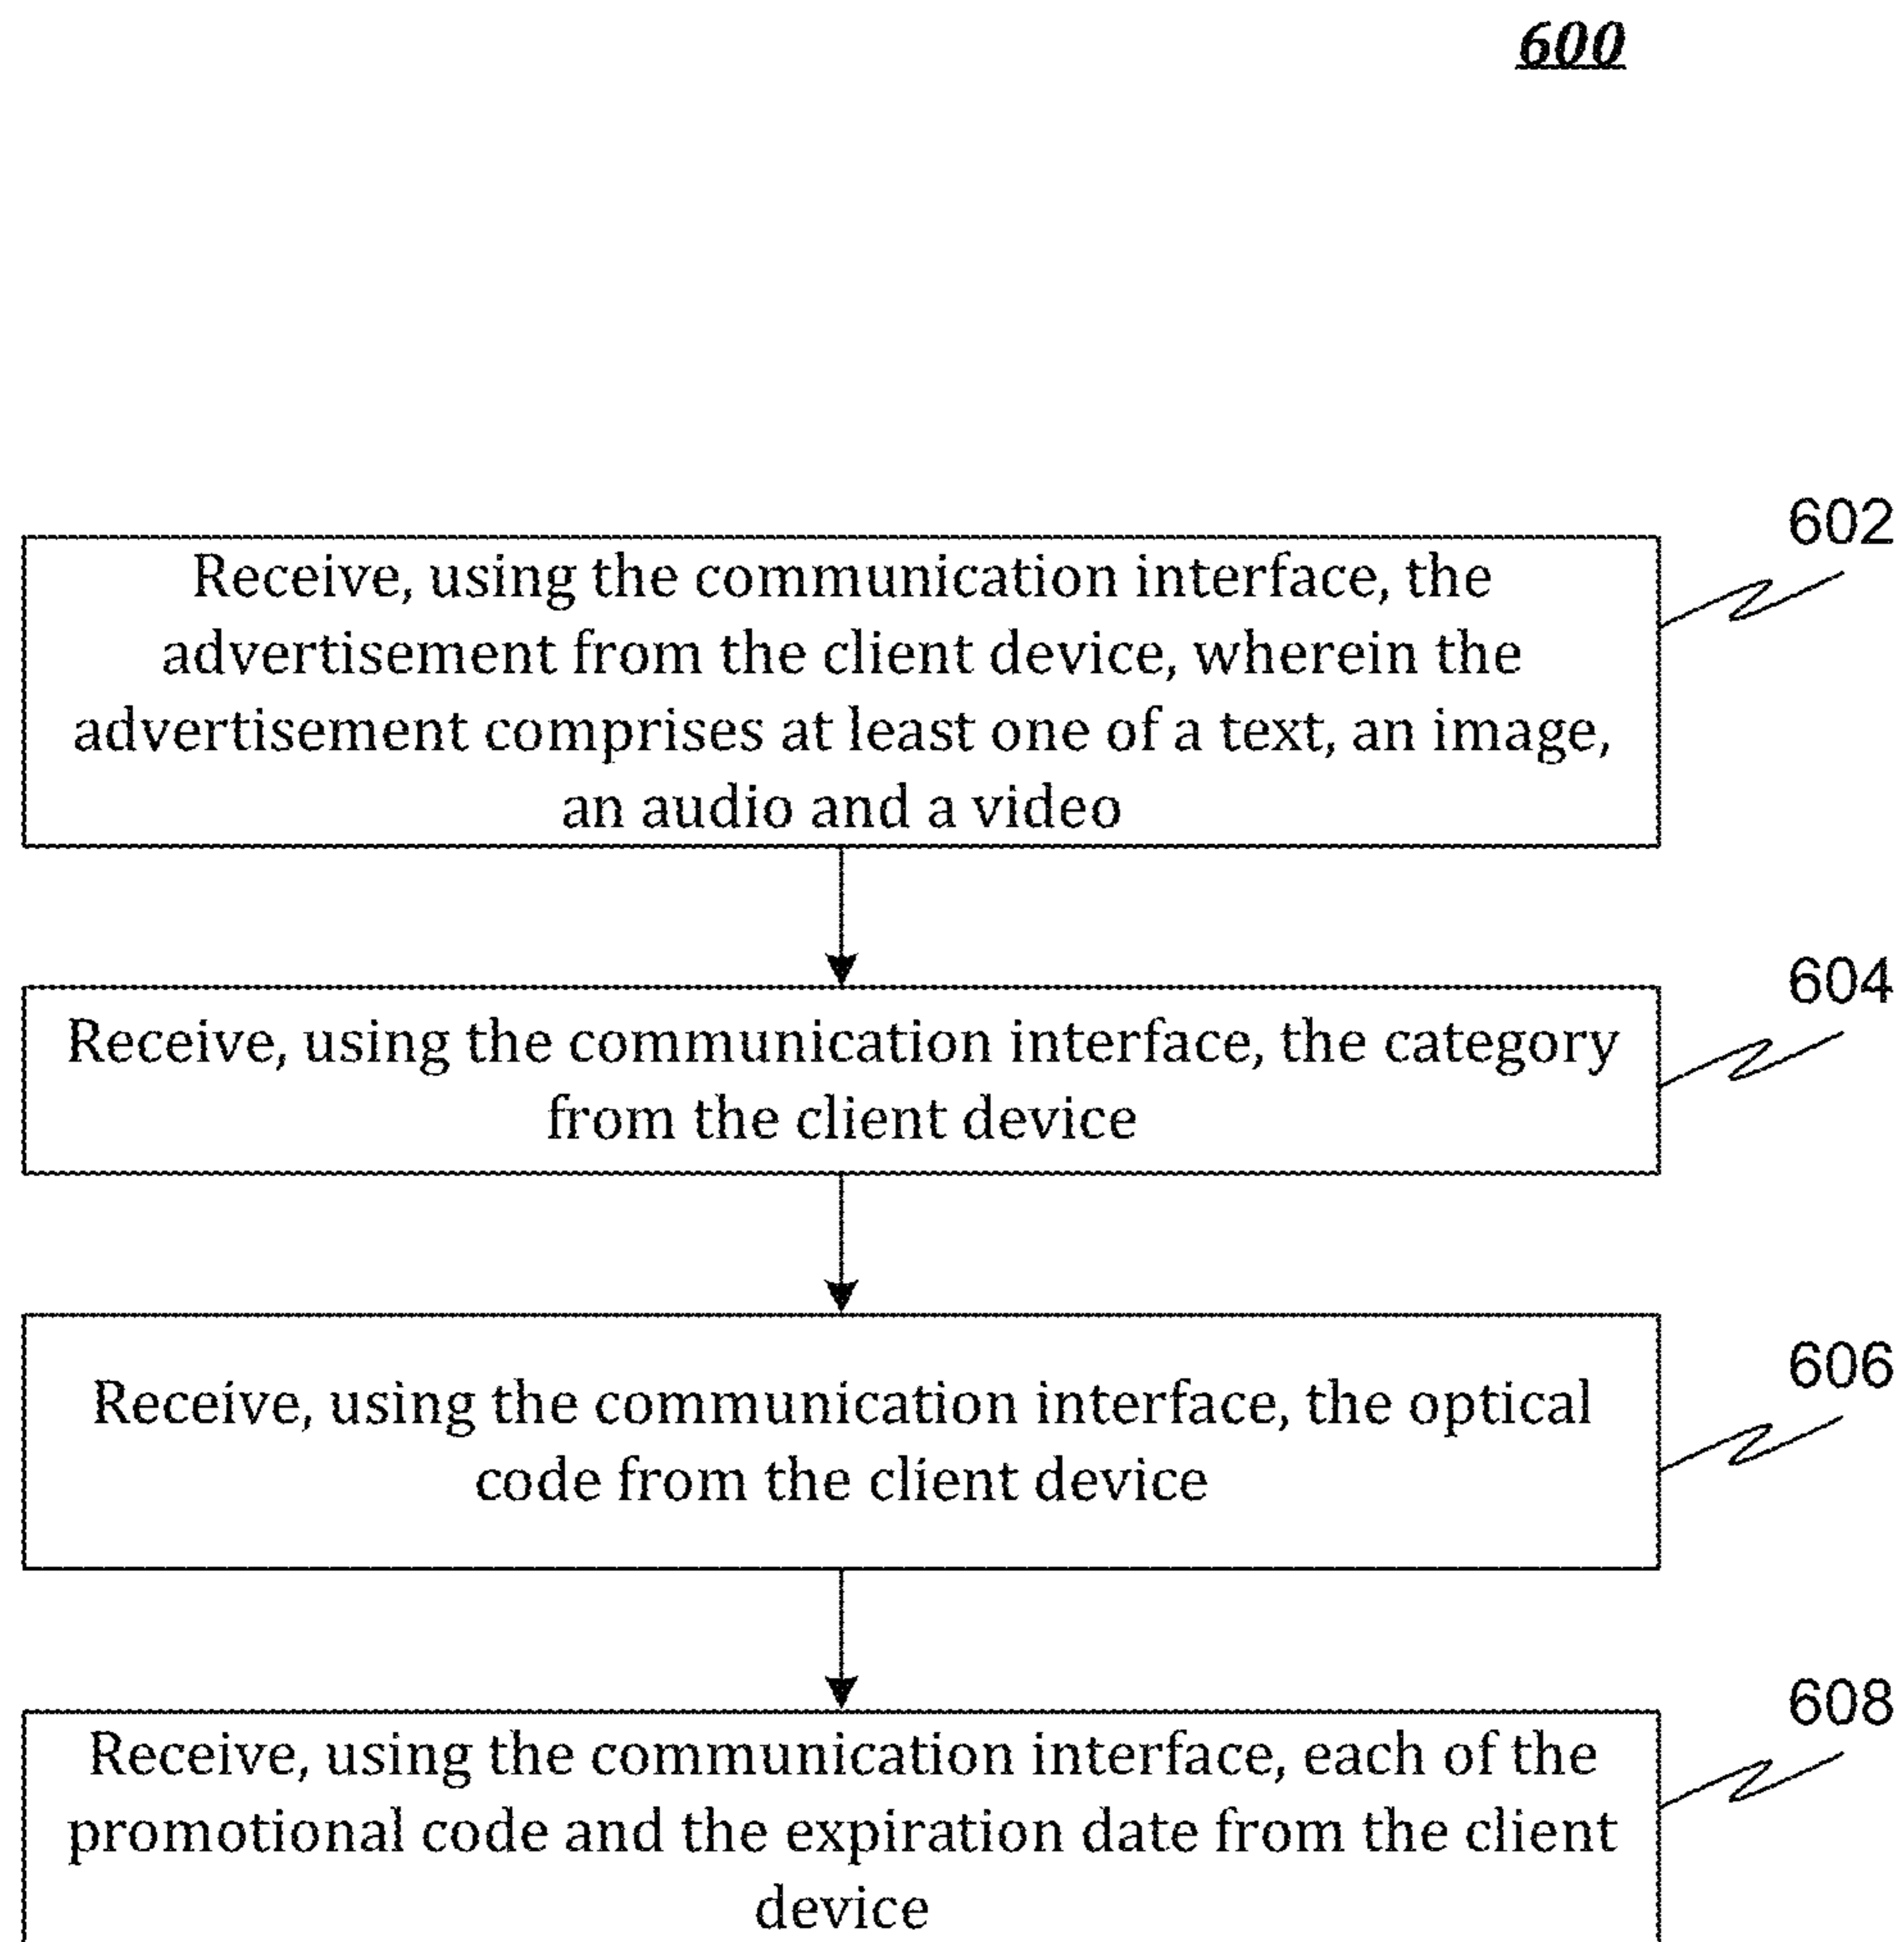 600
602
Receive, using the communication interface, the
advertisement from the client device, wherein the
advertisement comprises at least one of a text, an image,
an audio and a video
604
Receive, using the communication interface, the category
from the client device
606
Receive, using the communication interface, the optical
code from the client device
608
Receive, using the communication interface, each of the
promotional code and the expiration date from the client
device